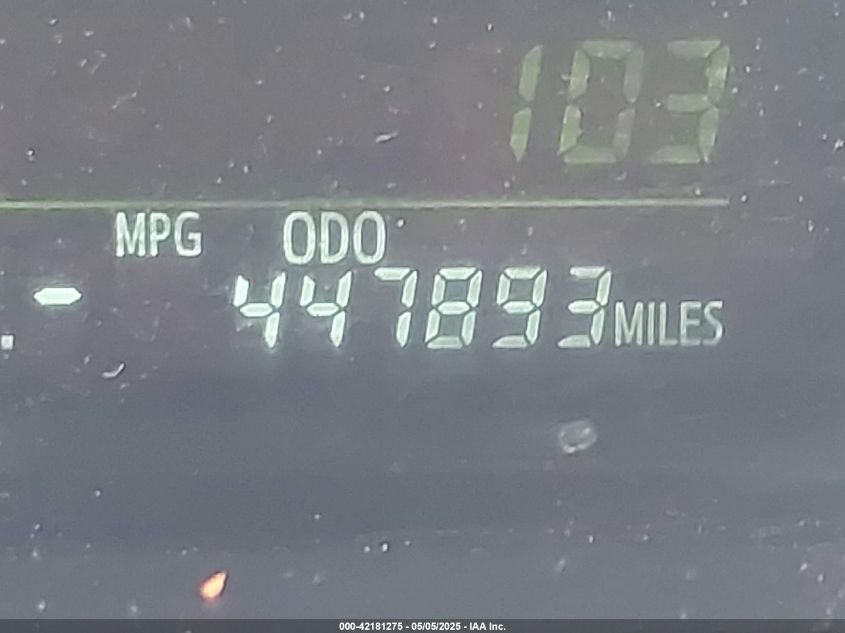 103
MPG ODO
- 447893 MILES
000-42181275 - 05/05/2025 - IAA Inc.